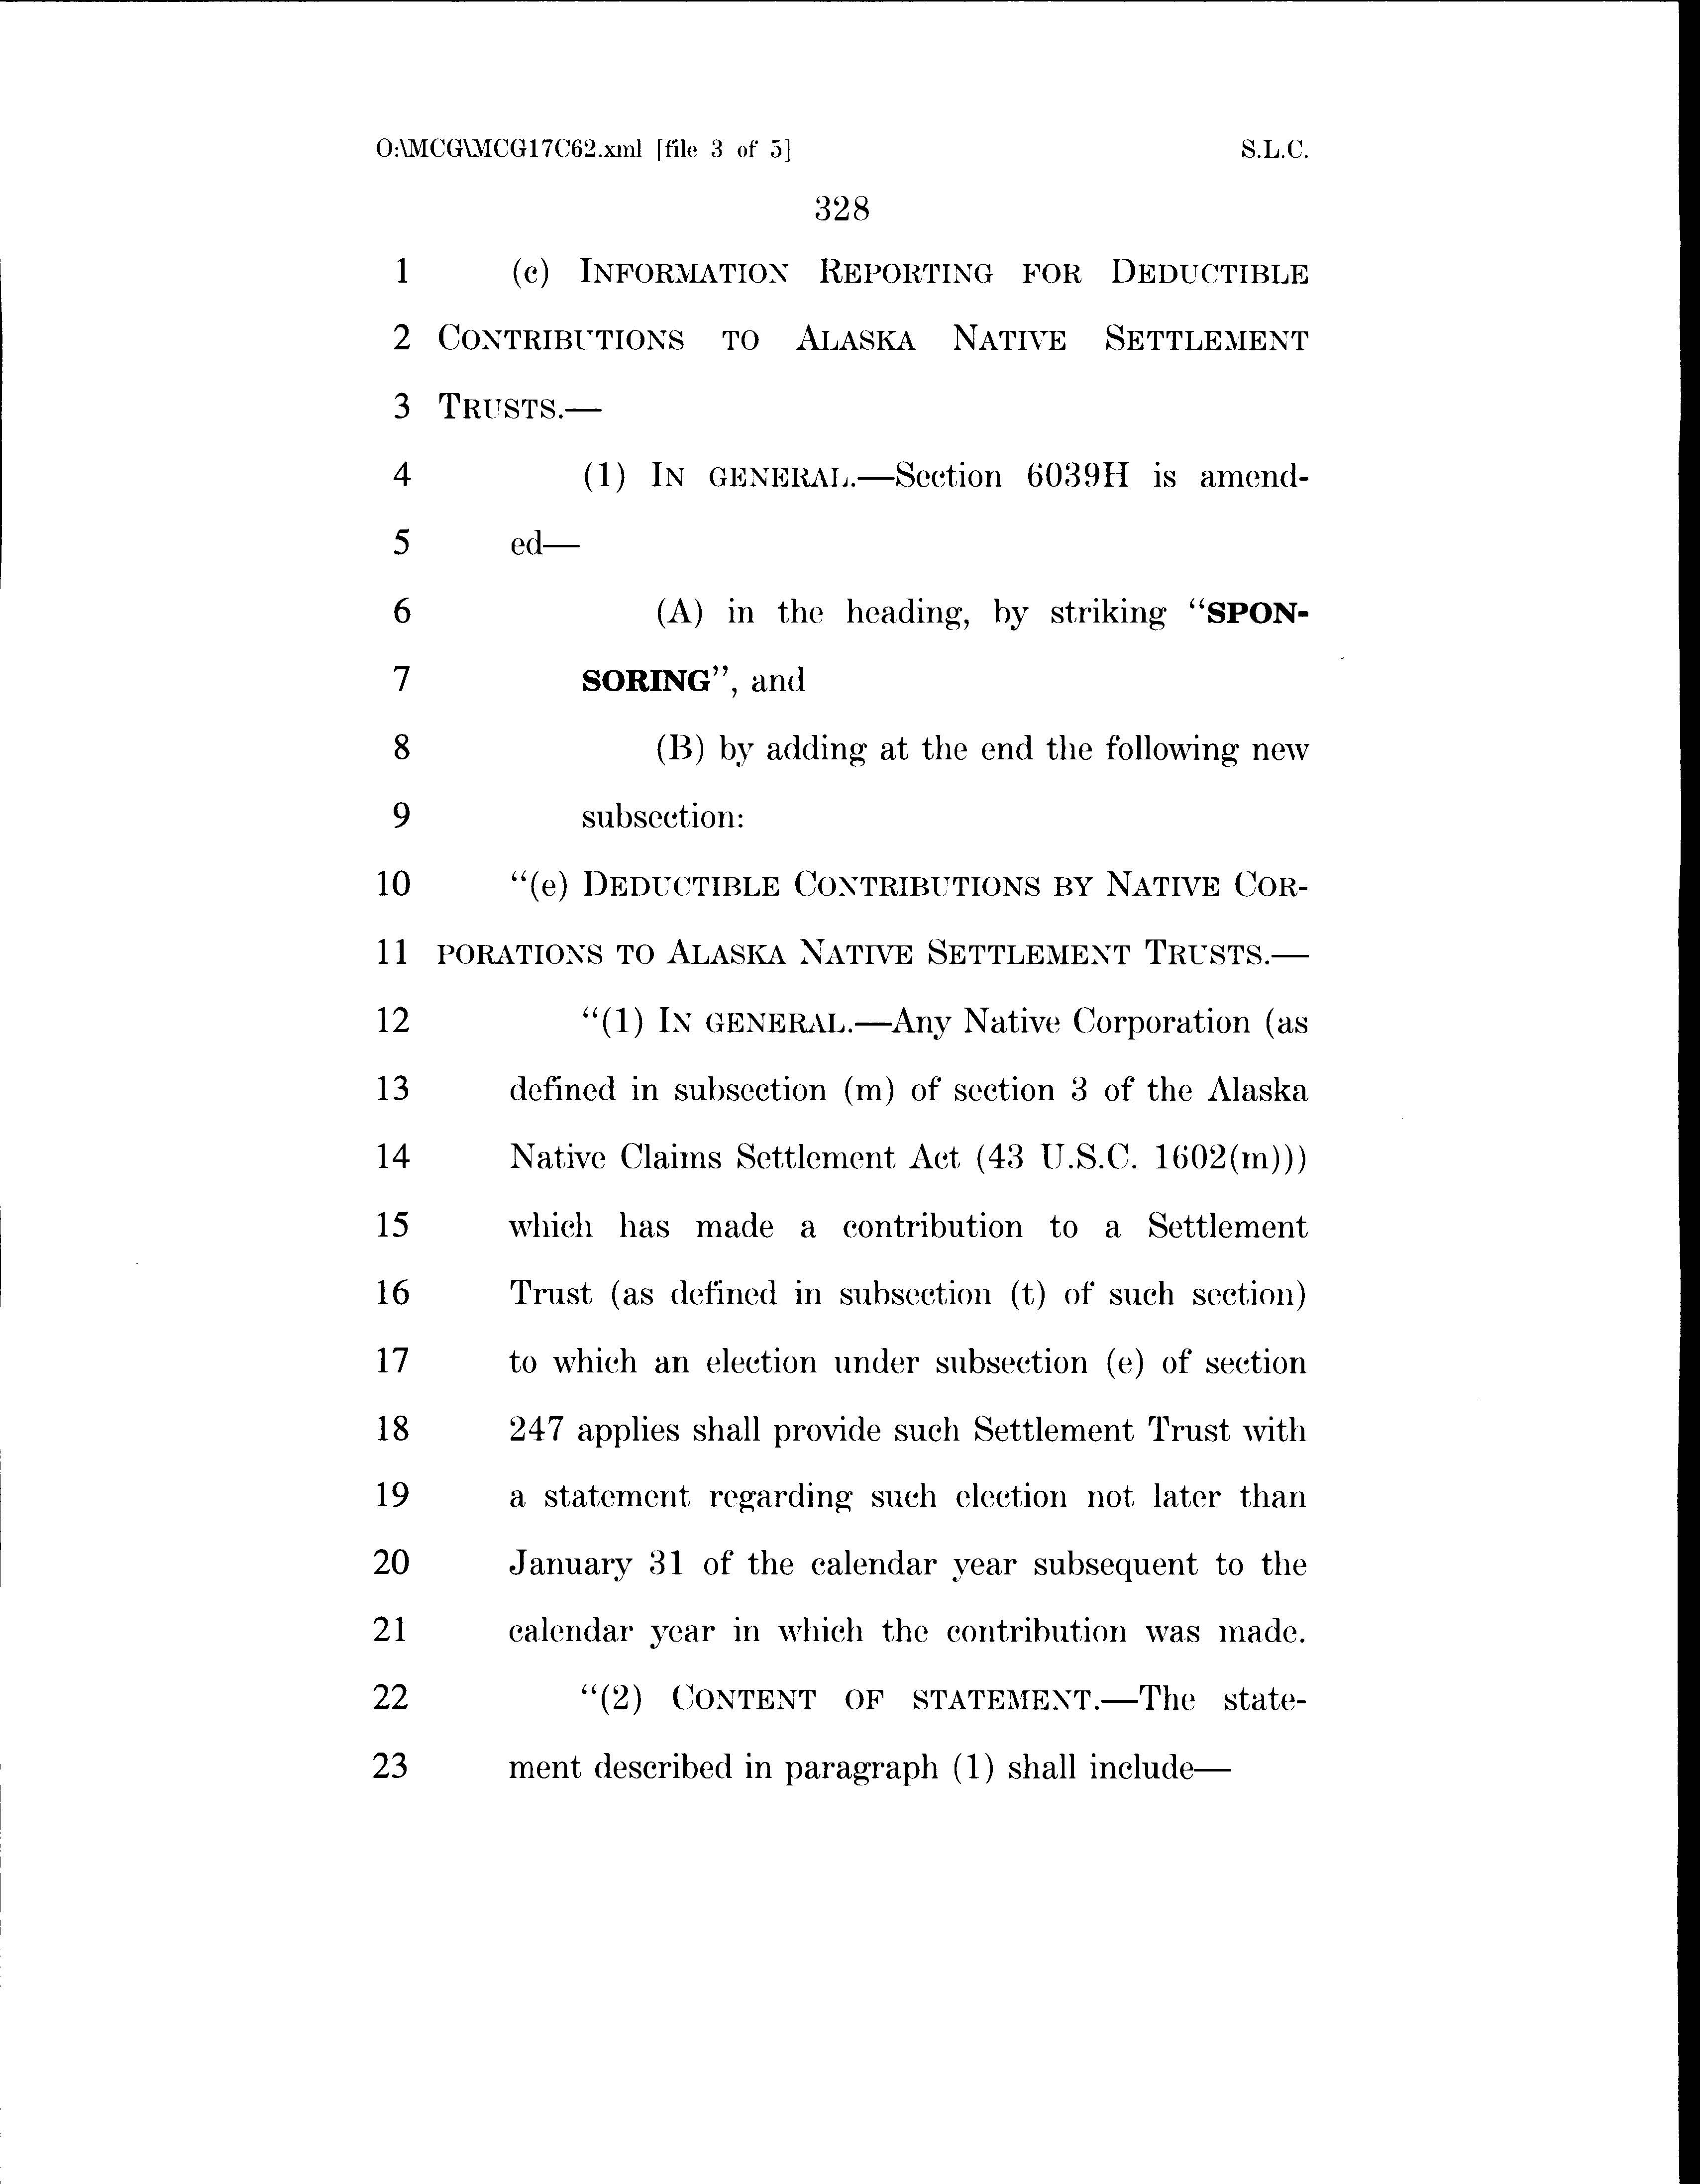 O:\MCG\MCG17C62.xml [file 3 of 5] S.L.C.
328
1 (c) INFORMATION REPORTING FOR DEDUCTIBLE
2 CONTRIBUTIONS TO ALASKA NATIVE SETTLEMENT
3 TRUSTS.—
4 (1) IN GENERAL.—Section 6039H is amend-
5 ed—
6 (A) in the heading, by striking “SPON-
7 SORING”, and
8 (B) by adding at the end the following new
9 subsection:
10 “(e) DEDUCTIBLE CONTRIBUTIONS BY NATIVE COR-
11 PORATIONS TO ALASKA NATIVE SETTLEMENT TRUSTS.—
12 “(1) IN GENERAL.—Any Native Corporation (as
13 defined in subsection (m) of section 3 of the Alaska
14 Native Claims Settlement Act (43 U.S.C. 1602(m)))
15 which has made a contribution to a Settlement
16 Trust (as defined in subsection (t) of such section)
17 to which an election under subsection (e) of section
18 247 applies shall provide such Settlement Trust with
19 a statement regarding such election not later than
20 January 31 of the calendar year subsequent to the
21 calendar year in which the contribution was made.
22 “(2) CONTENT OF STATEMENT.—The state-
23 ment described in paragraph (1) shall include—